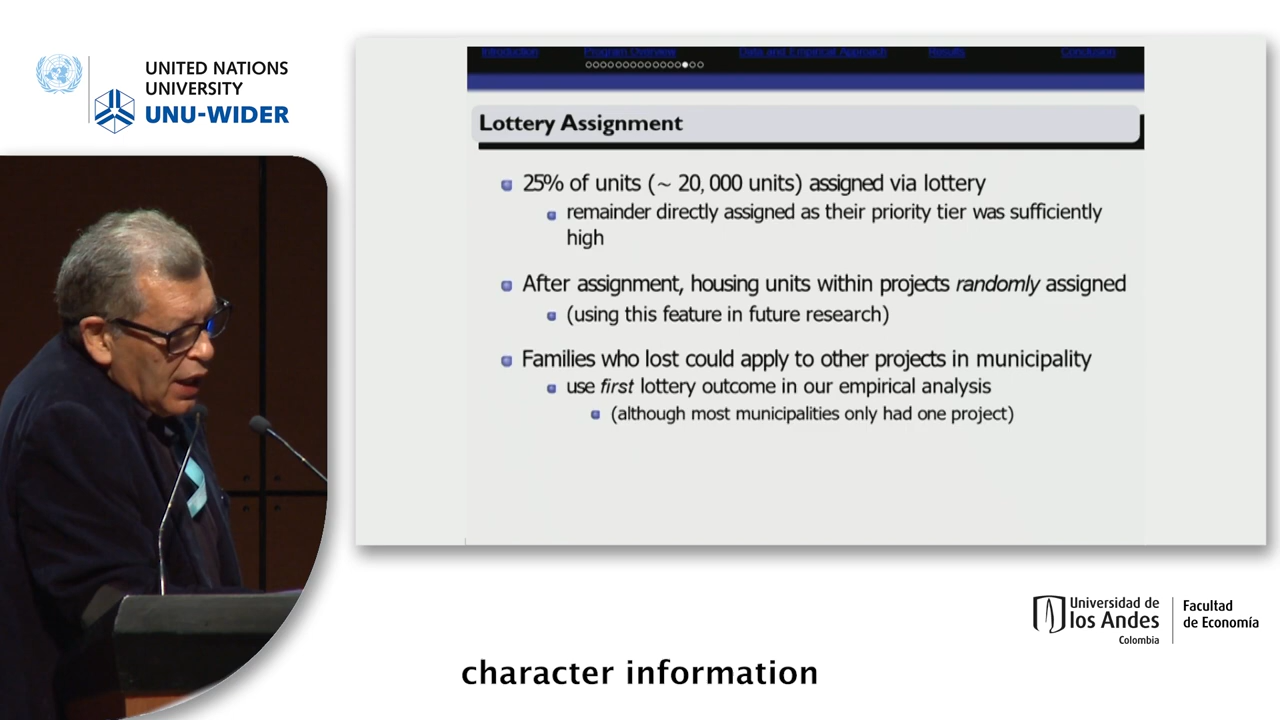 UNITED NATIONS
UNIVERSITY
UNU-WIDER
Introduction Program Overview Data and Empirical Approach Results Conclusion
Lottery Assignment
25% of units (~ 20, 000 units) assigned via lottery
remainder directly assigned as their priority tier was sufficiently
high
After assignment, housing units within projects randomly assigned
(using this feature in future research)
Families who lost could apply to other projects in municipality
use first lottery outcome in our empirical analysis
(although most municipalities only had one project)
Universidad de
los Andes
Colombia
Facultad
de Economía
character information